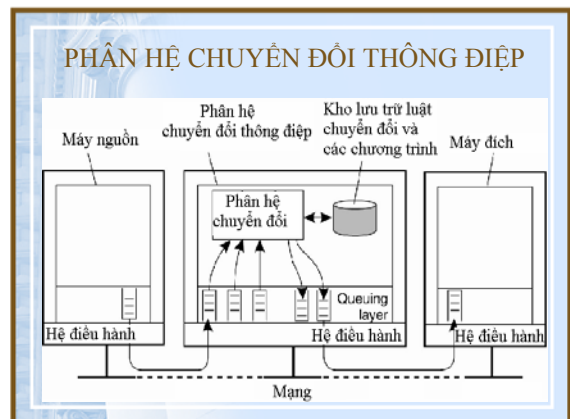 PHÂN HỆ CHUYỂN ĐỔI THÔNG ĐIỆP
Máy nguồn
Phân hệ
chuyển đổi thông điệp
Kho lưu trữ luật
chuyển đổi và
các chương trình
Máy đích
Phân hệ
chuyển đổi
Queuing
layer
Hệ điều hành
Hệ điều hành
Hệ điều hành
Mạng